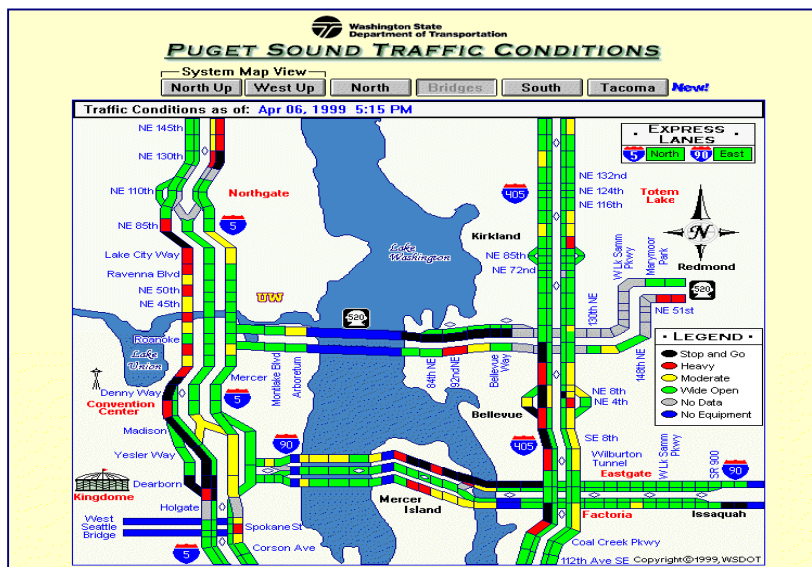 Washington State
Department of Transportation
PUGET SOUND TRAFFIC CONDITIONS
System Map View
North Up
West Up
North
Bridges
South
Tacoma
New!
Traffic Conditions as of: Apr 06, 1999 5:15 PM
EXPRESS
LANES
5
North
90
East
NE 145th
NE 130th
NE 110th
Northgate
NE 85th
5
Lake City Way
Ravenna Blvd
NE 50th
NE 45th
UW
Roanoke
Lake
Union
Mercer
Denny Way
Convention
Center
5
Madison
Yesler Way
Kingdome
Dearborn
Holgate
West
Seattle
Bridge
Spokane St
Corson Ave
5
Lake
Washington
520
Montlake Blvd
Arboretum
84th NE
92nd NE
Bellevue
Way
90
Mercer
Island
405
Kirkland
NE 85th
NE 72nd
NE 132nd
NE 124th
NE 116th
Totem
Lake
N
Redmond
W Lk Samm
Pkwy
Marymoor
Park
520
NE 51st
130th NE
148th NE
LEGEND
Stop and Go
Heavy
Moderate
Wide Open
No Data
No Equipment
Bellevue
NE 8th
NE 4th
405
SE 8th
Wilburton
Tunnel
Eastgate
W Lk Samm
Pkwy
SR 900
90
Factoria
Issaquah
Coal Creek Pkwy
112th Ave SE
Copyright©1999, WSDOT